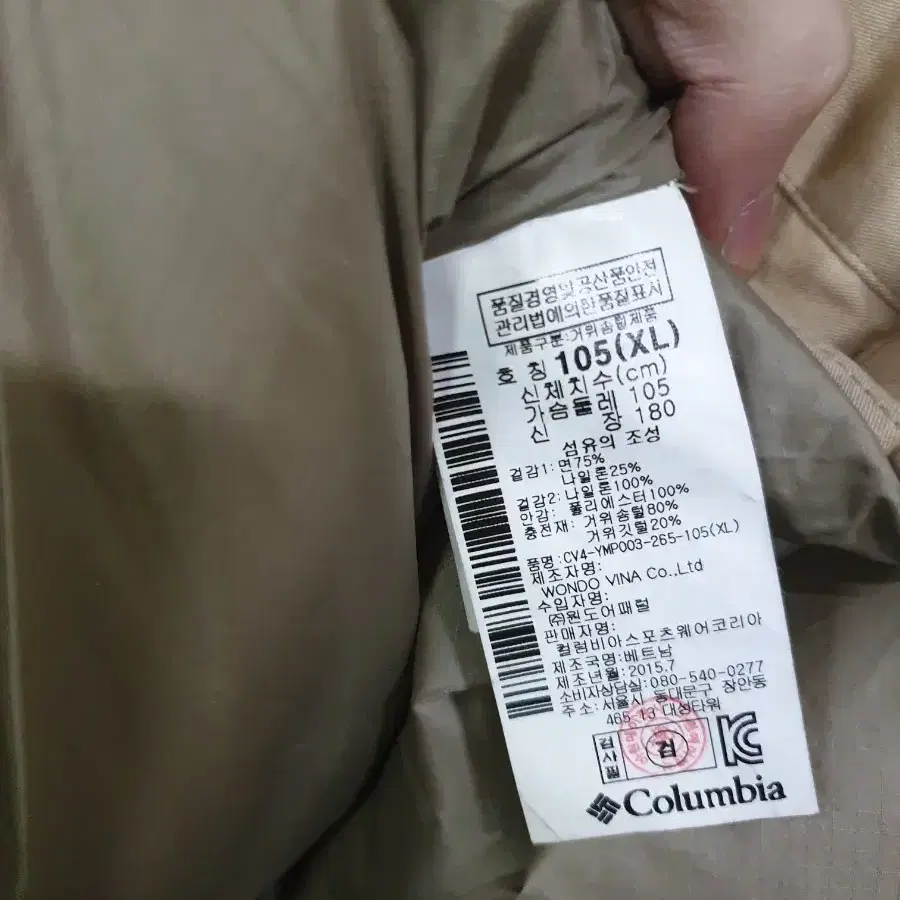 품질경영및공산품안전
관리법에의한품질표시
제품구분:거위솜털제품
호 칭 105(XL)
신체치수(cm)
가슴둘레 105
신 장 180
섬유의 조성
겉감1: 면75%
나일론25%
겉감2: 나일론100%
안감: 폴리에스터100%
충전재: 거위솜털80%
거위깃털20%
품명: CV4-YMP003-265-105(XL)
제조자명:
WONDO VINA Co.,Ltd
수입자명:
㈜원도어패럴
판매자명:
컬럼비아스포츠웨어코리아
제조국명:베트남
제조년월: 2015.7
소비자상담실: 080-540-0277
주소: 서울시 동대문구 장안동
465-13 대성타워
검사필 검
Columbia